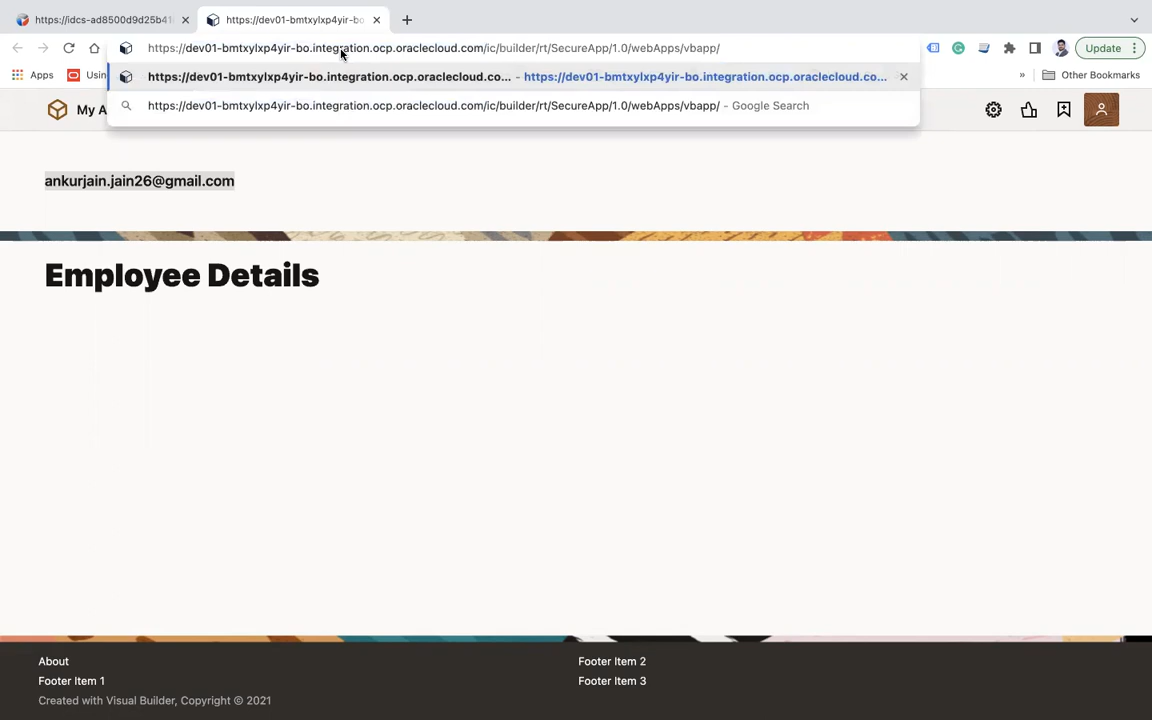 https://idcs-ad8500d9d25b41
https://dev01-bmtxylxp4yir-bo
https://dev01-bmtxylxp4yir-bo.integration.ocp.oraclecloud.com/ic/builder/rt/SecureApp/1.0/webApps/vbapp/
Update
Apps
Usin
https://dev01-bmtxylxp4yir-bo.integration.ocp.oraclecloud.co... - https://dev01-bmtxylxp4yir-bo.integration.ocp.oraclecloud.co...
» Other Bookmarks
https://dev01-bmtxylxp4yir-bo.integration.ocp.oraclecloud.com/ic/builder/rt/SecureApp/1.0/webApps/vbapp/ - Google Search
My A
ankurjain.jain26@gmail.com
Employee Details
About
Footer Item 2
Footer Item 1
Footer Item 3
Created with Visual Builder, Copyright © 2021